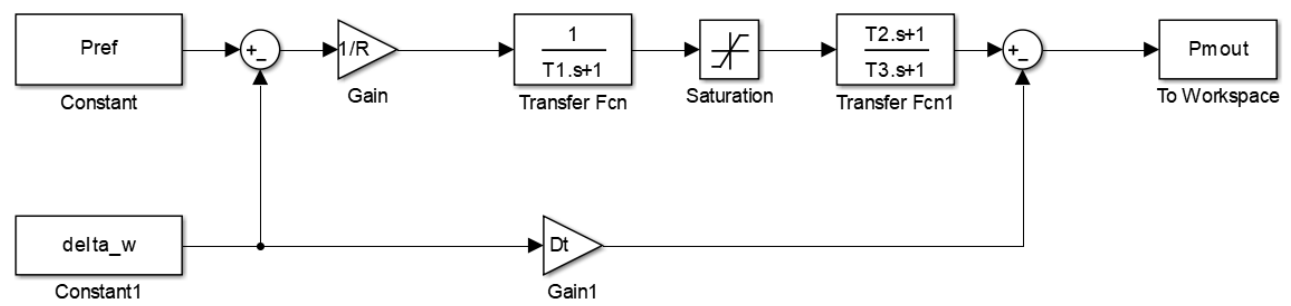 Pref
Constant
+
−
1/R
Gain
1
T1.s+1
Transfer Fcn
Saturation
T2.s+1
T3.s+1
Transfer Fcn1
+
−
Pmout
To Workspace
delta_w
Constant1
Dt
Gain1